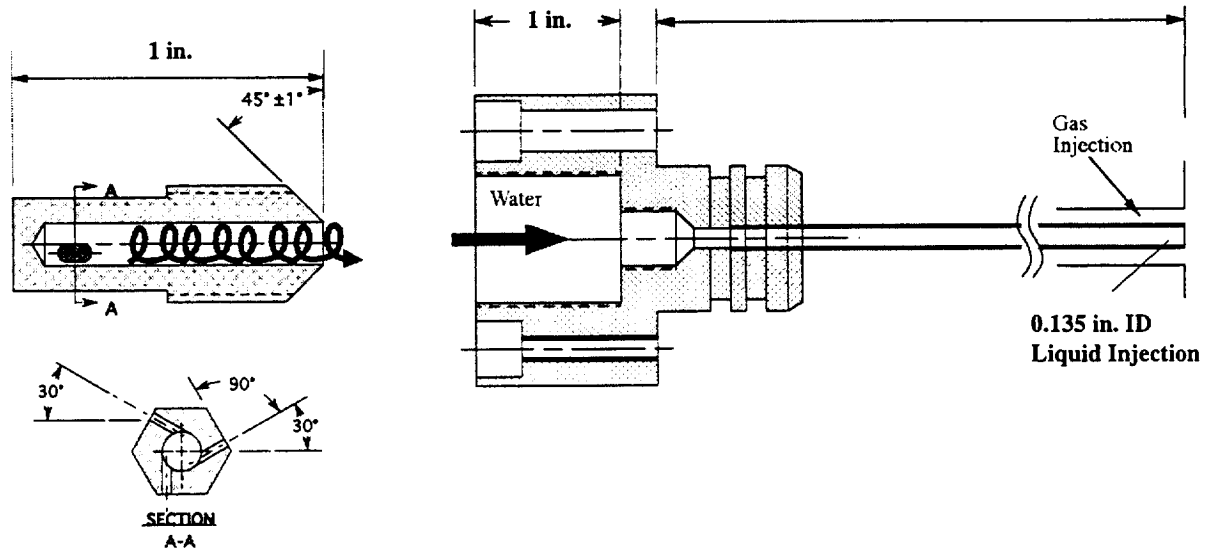 1 in.
45° ±1°
A
A
30°
90°
30°
SECTION
A-A
1 in.
Water
Gas
Injection
0.135 in. ID
Liquid Injection